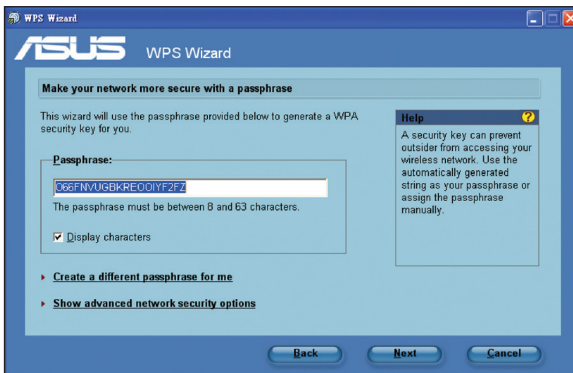 WPS Wizard
ASUS WPS Wizard
Make your network more secure with a passphrase
This wizard will use the passphrase provided below to generate a WPA
security key for you.
Passphrase:
O66FNVUGBKREOOIYF2FZ
The passphrase must be between 8 and 63 characters.
Display characters
Create a different passphrase for me
Show advanced network security options
Help
A security key can prevent
outsider from accessing your
wireless network. Use the
automatically generated
string as your passphrase or
assign the passphrase
manually.
Back Next Cancel